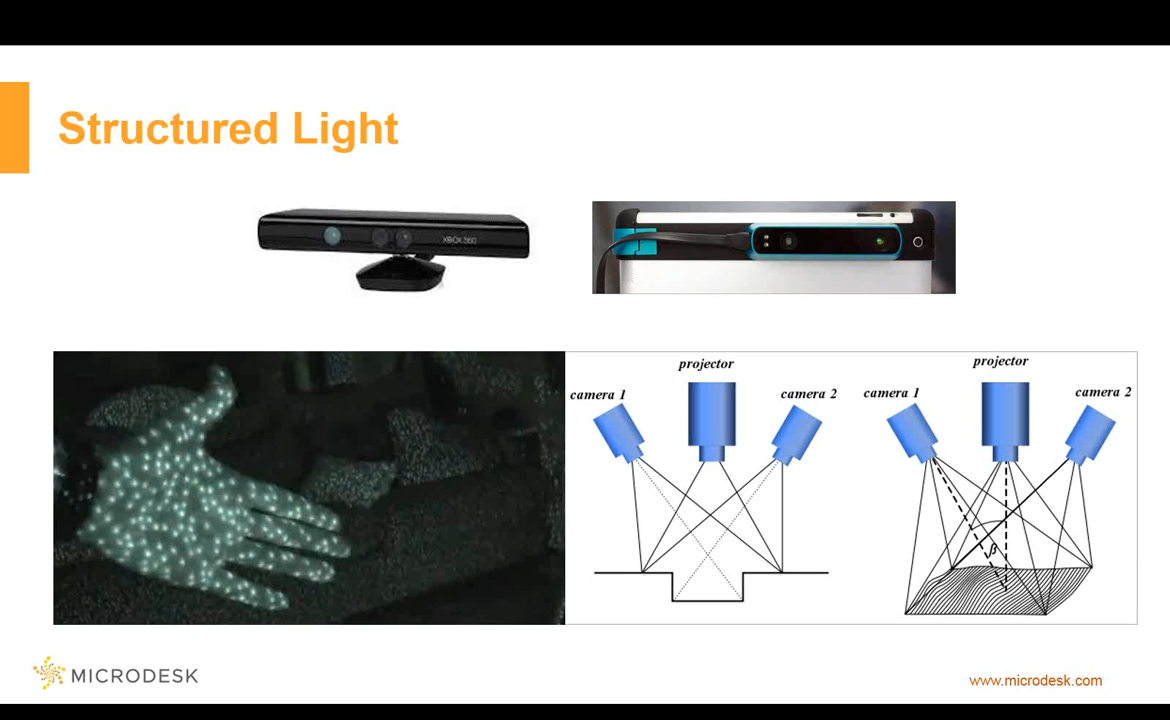 Structured Light
XBOX 360
projector
camera 1
camera 2
projector
camera 1
camera 2
β
MICRODESK
www.microdesk.com